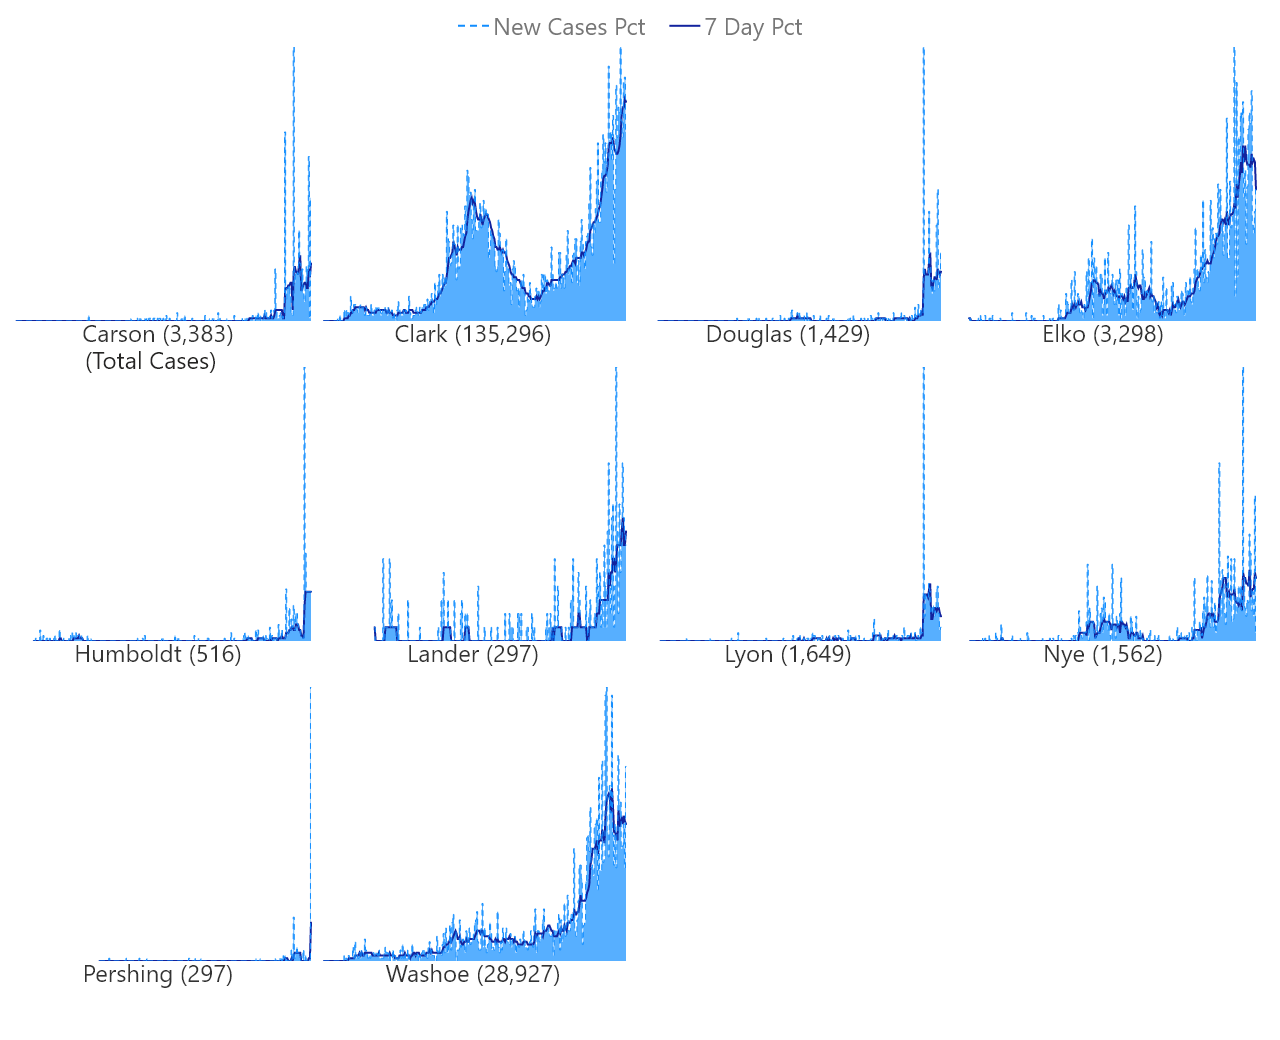 New Cases Pct 7 Day Pct
Carson (3,383) Clark (135,296) Douglas (1,429) Elko (3,298)
(Total Cases)
Humboldt (516) Lander (297) Lyon (1,649) Nye (1,562)
Pershing (297) Washoe (28,927)